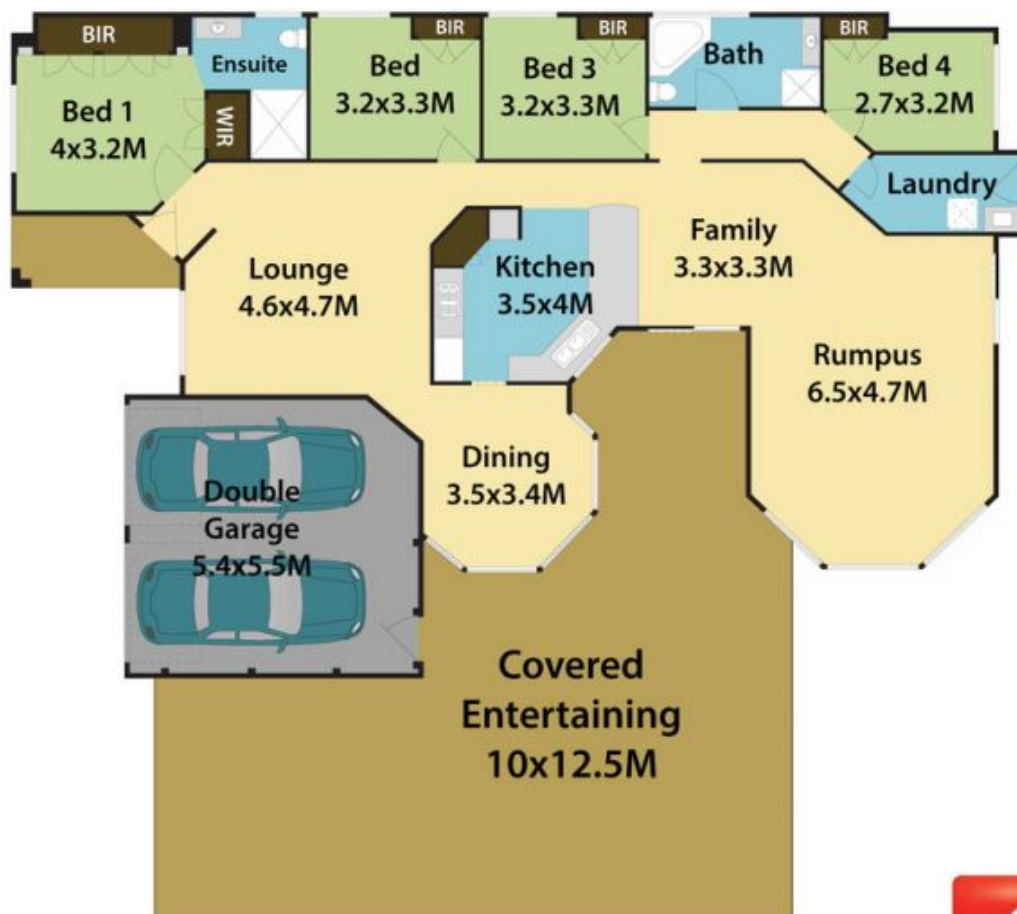 BIR
Bed 1
4x3.2M
Ensuite
WIR
BIR
Bed
3.2x3.3M
BIR
Bed 3
3.2x3.3M
Bath
BIR
Bed 4
2.7x3.2M
Laundry
Lounge
4.6x4.7M
Kitchen
3.5x4M
Family
3.3x3.3M
Rumpus
6.5x4.7M
Dining
3.5x3.4M
Double
Garage
5.4x5.5M
Covered
Entertaining
10x12.5M